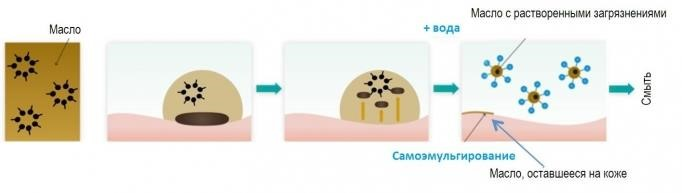 Масло
+ вода
Масло с растворенными загрязнениями
Смыть
Самоэмульгирование
Масло, оставшееся на коже